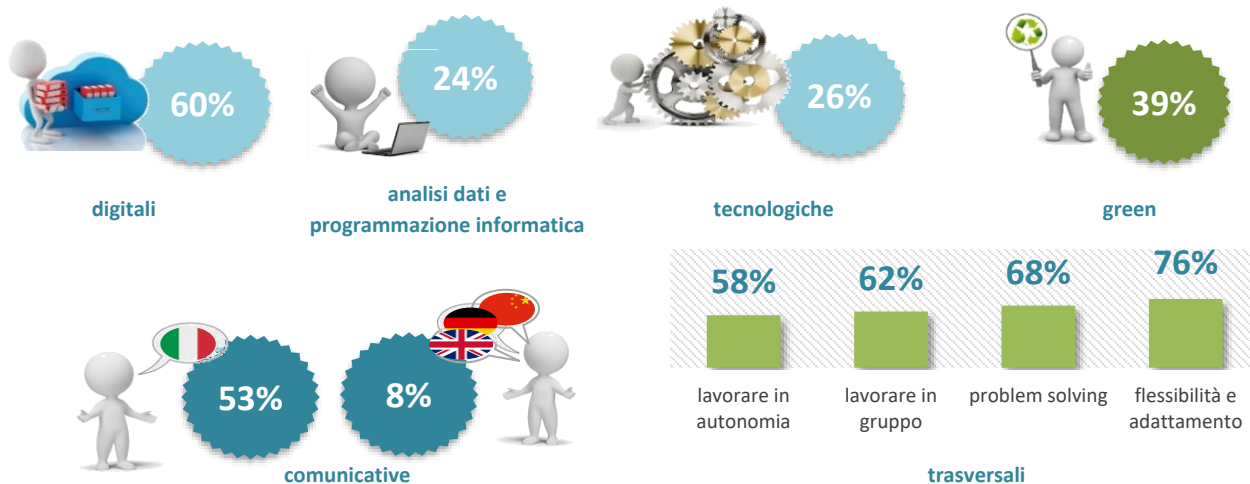 60%
24%
26%
39%
digitali
analisi dati e
programmazione informatica
tecnologiche
green
53%
8%
comunicative
58%
62%
68%
76%
lavorare in
autonomia
lavorare in
gruppo
problem solving
flessibilità e
adattamento
trasversali